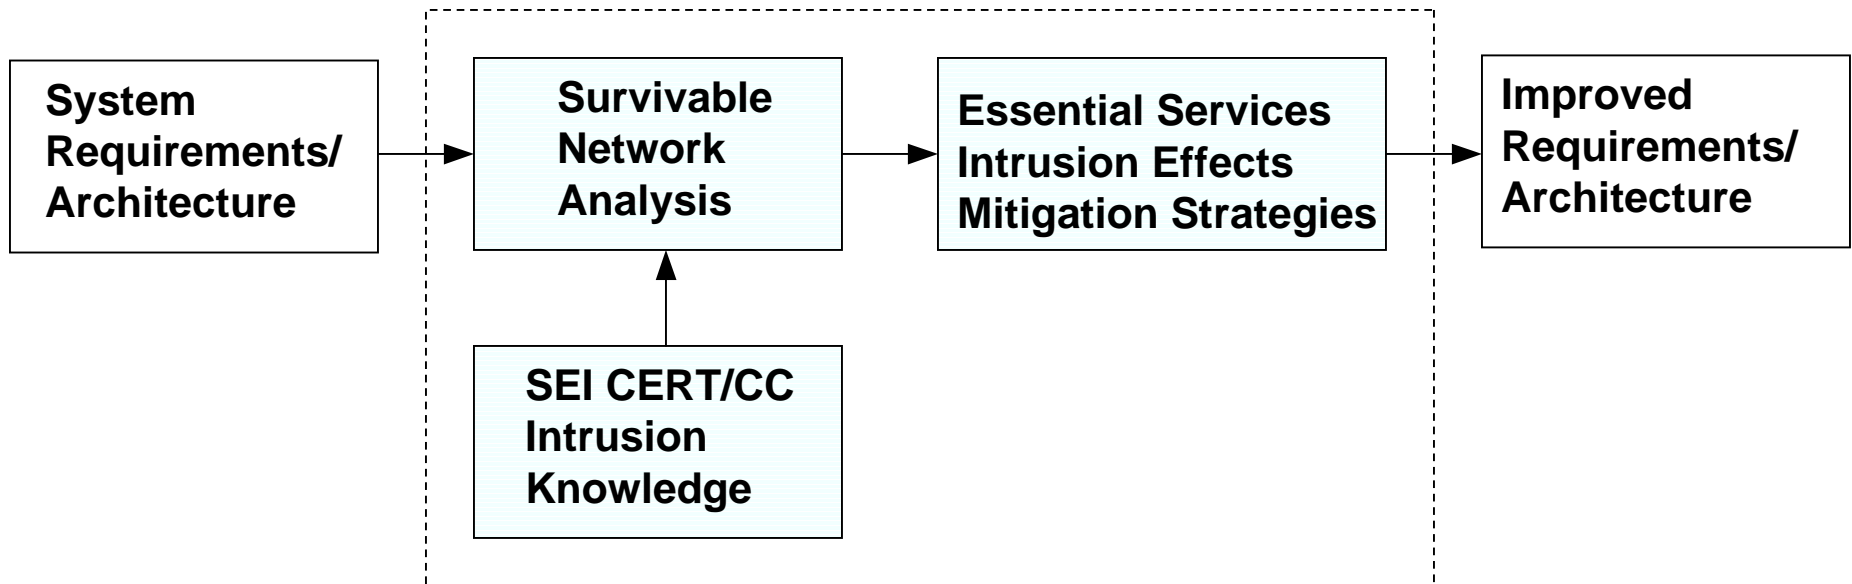 System
Requirements/
Architecture
Survivable
Network
Analysis
Essential Services
Intrusion Effects
Mitigation Strategies
Improved
Requirements/
Architecture
SEI CERT/CC
Intrusion
Knowledge